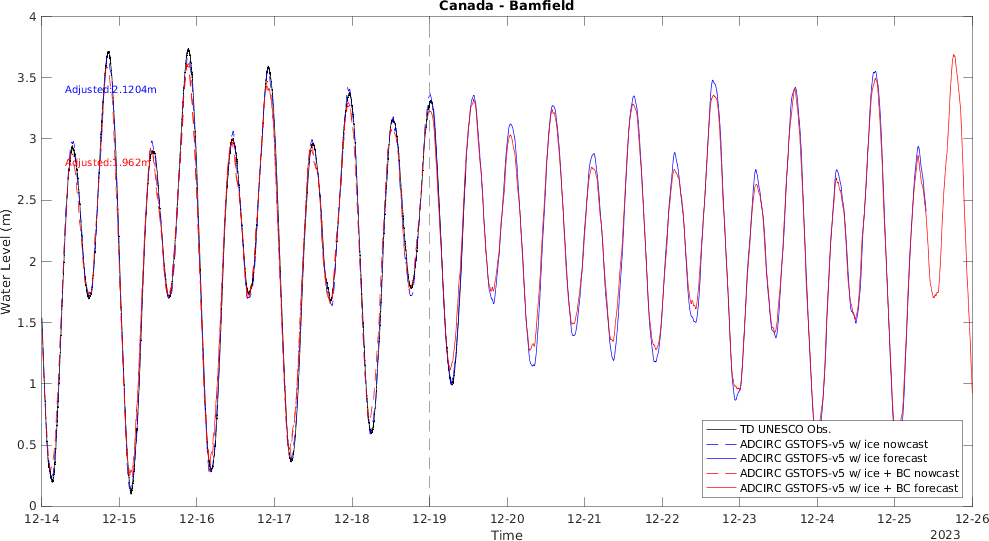 Canada - Bamfield
4
3.5
3
2.5
2
1.5
1
0.5
0
Water Level (m)
Adjusted:2.1204m
Adjusted:1.962m
TD UNESCO Obs.
ADCIRC GSTOFS-v5 w/ ice nowcast
ADCIRC GSTOFS-v5 w/ ice forecast
ADCIRC GSTOFS-v5 w/ ice + BC nowcast
ADCIRC GSTOFS-v5 w/ ice + BC forecast
12-14 12-15 12-16 12-17 12-18 12-19 12-20 12-21 12-22 12-23 12-24 12-25 12-26
Time
2023